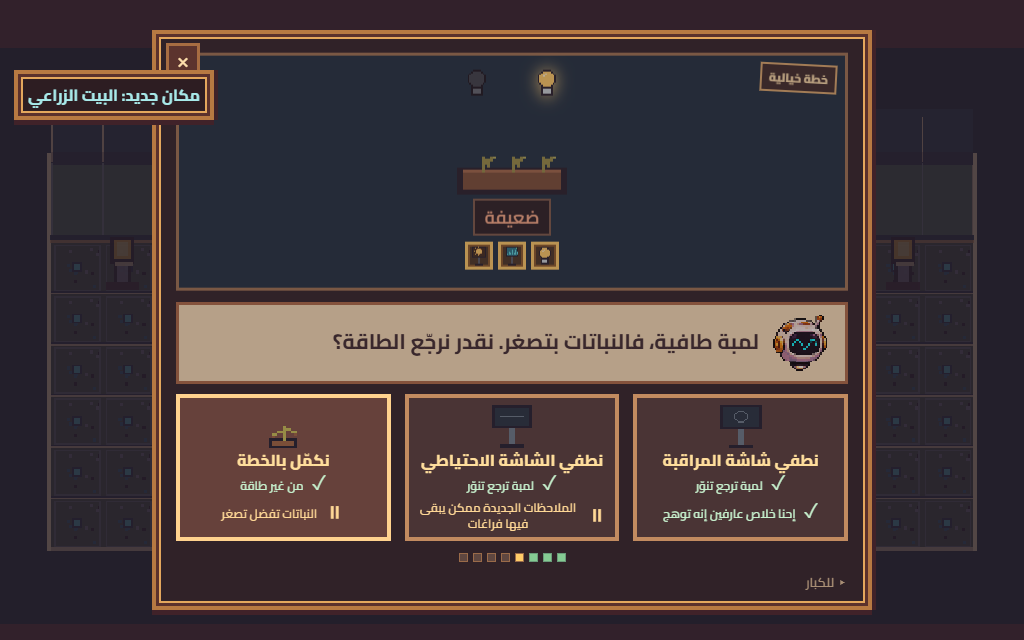 ×
مكان جديد: البيت الزراعي
خطة خيالية
ضعيفة
لمبة طافية، فالنباتات بتصغر. نقدر نرجّع الطاقة؟
نطفي شاشة المراقبة
✓ لمبة ترجع تنوّر
✓ إحنا خلاص عارفين إنه توهج
نطفي الشاشة الاحتياطي
✓ لمبة ترجع تنوّر
الملاحظات الجديدة ممكن يبقى
فيها فراغات
نكمّل بالخطة
✓ من غير طاقة
النباتات تفضل تصغر
للكبار